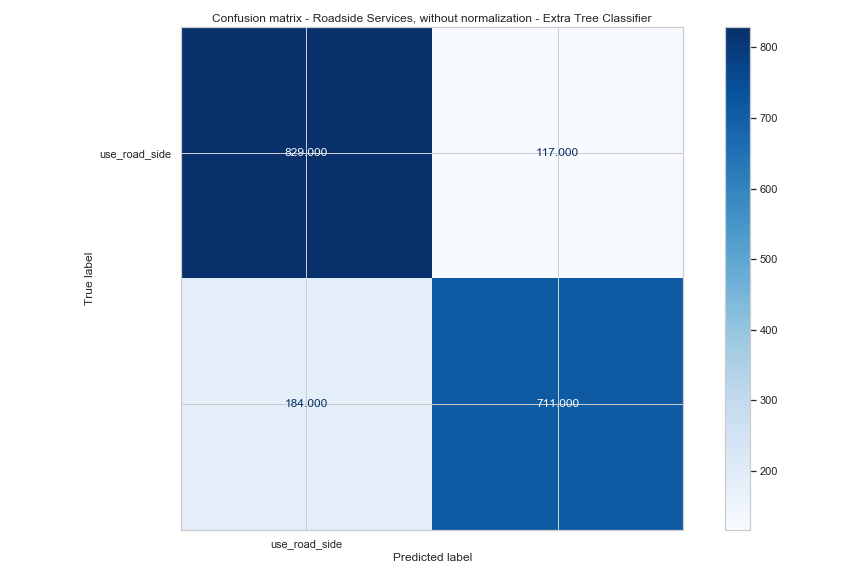 Confusion matrix - Roadside Services, without normalization - Extra Tree Classifier
use_road_side
829.000
117.000
184.000
711.000
True label
use_road_side
Predicted label
800
700
600
500
400
300
200